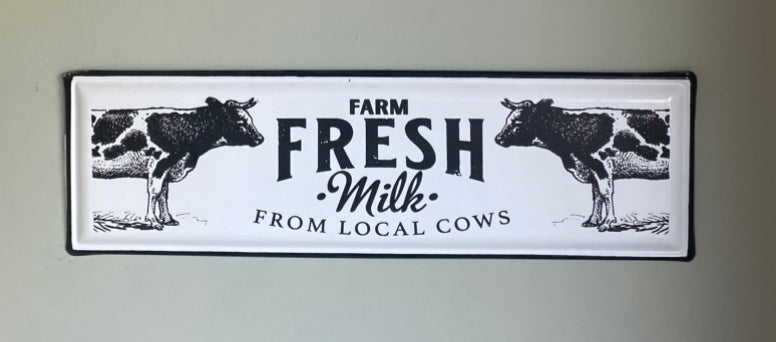 FARM
FRESH
·Milk·
FROM LOCAL COWS